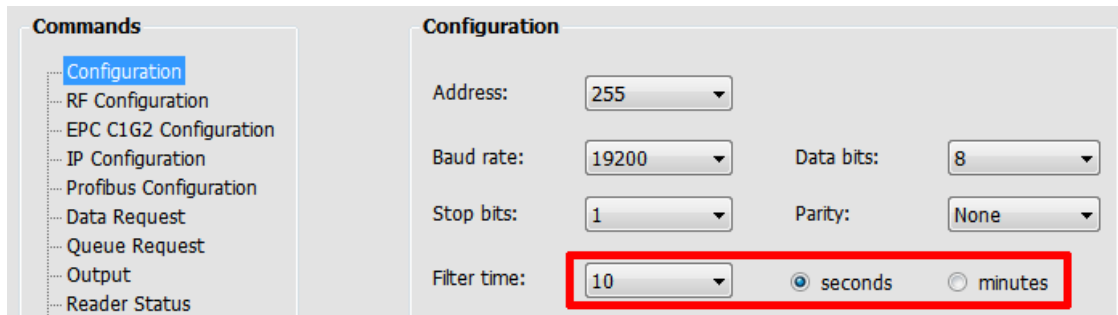 Commands
Configuration
RF Configuration
EPC C1G2 Configuration
IP Configuration
Profibus Configuration
Data Request
Queue Request
Output
Reader Status
Configuration
Address: 255
Baud rate: 19200 Data bits: 8
Stop bits: 1 Parity: None
Filter time: 10 seconds minutes